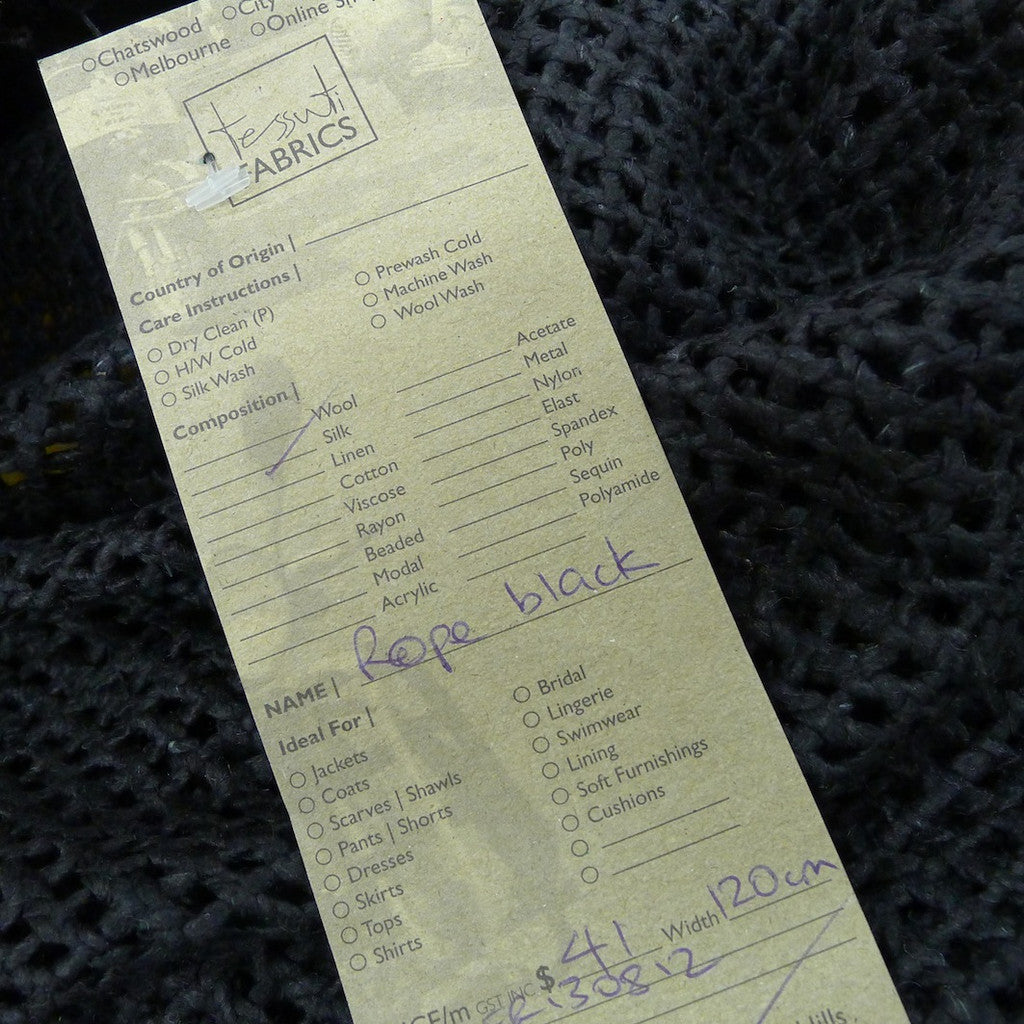 Chatswood City
Melbourne Online
tessuti
FABRICS
Country of Origin |
Care Instructions |
Dry Clean (P) Prewash Cold
H/W Cold Machine Wash
Silk Wash Wool Wash
Composition |
Wool Acetate
Silk Metal
Linen Nylon
Cotton Elast
Viscose Spandex
Rayon Poly
Beaded Sequin
Modal Polyamide
Acrylic
NAME | Rope black
Ideal For |
Jackets Bridal
Coats Lingerie
Scarves | Shawls Swimwear
Pants | Shorts Lining
Dresses Soft Furnishings
Skirts Cushions
Tops
Shirts
$ 41 Width 120cm
GST INC.